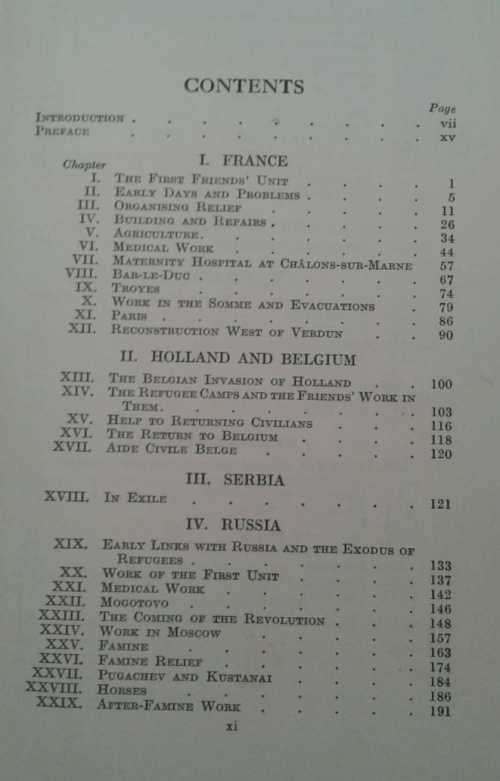 CONTENTS
Page
Introduction . . . . . . . . vii
Preface . . . . . . . . xv
I. FRANCE
Chapter
I. The First Friends' Unit . . . . 1
II. Early Days and Problems . . . . 5
III. Organising Relief . . . . . 11
IV. Building and Repairs . . . . . 26
V. Agriculture . . . . . . 34
VI. Medical Work . . . . . . 44
VII. Maternity Hospital at Châlons-sur-Marne 57
VIII. Bar-le-Duc . . . . . . 67
IX. Troyes . . . . . . . 74
X. Work in the Somme and Evacuations . 79
XI. Paris . . . . . . . 86
XII. Reconstruction West of Verdun . . 90
II. HOLLAND AND BELGIUM
XIII. The Belgian Invasion of Holland . . 100
XIV. The Refugee Camps and the Friends' Work in
Them . . . . . . . 103
XV. Help to Returning Civilians . . . 116
XVI. The Return to Belgium . . . . 118
XVII. Aide Civile Belge . . . . . 120
III. SERBIA
XVIII. In Exile . . . . . . . 121
IV. RUSSIA
XIX. Early Links with Russia and the Exodus of
Refugees . . . . . . . 133
XX. Work of the First Unit . . . . 137
XXI. Medical Work . . . . . . 142
XXII. Mogotovo . . . . . . . 146
XXIII. The Coming of the Revolution . . . 148
XXIV. Work in Moscow . . . . . 157
XXV. Famine . . . . . . . 163
XXVI. Famine Relief . . . . . . 174
XXVII. Pugachev and Kustanai . . . . 184
XXVIII. Horses . . . . . . . 186
XXIX. After-Famine Work . . . . . 191
xi